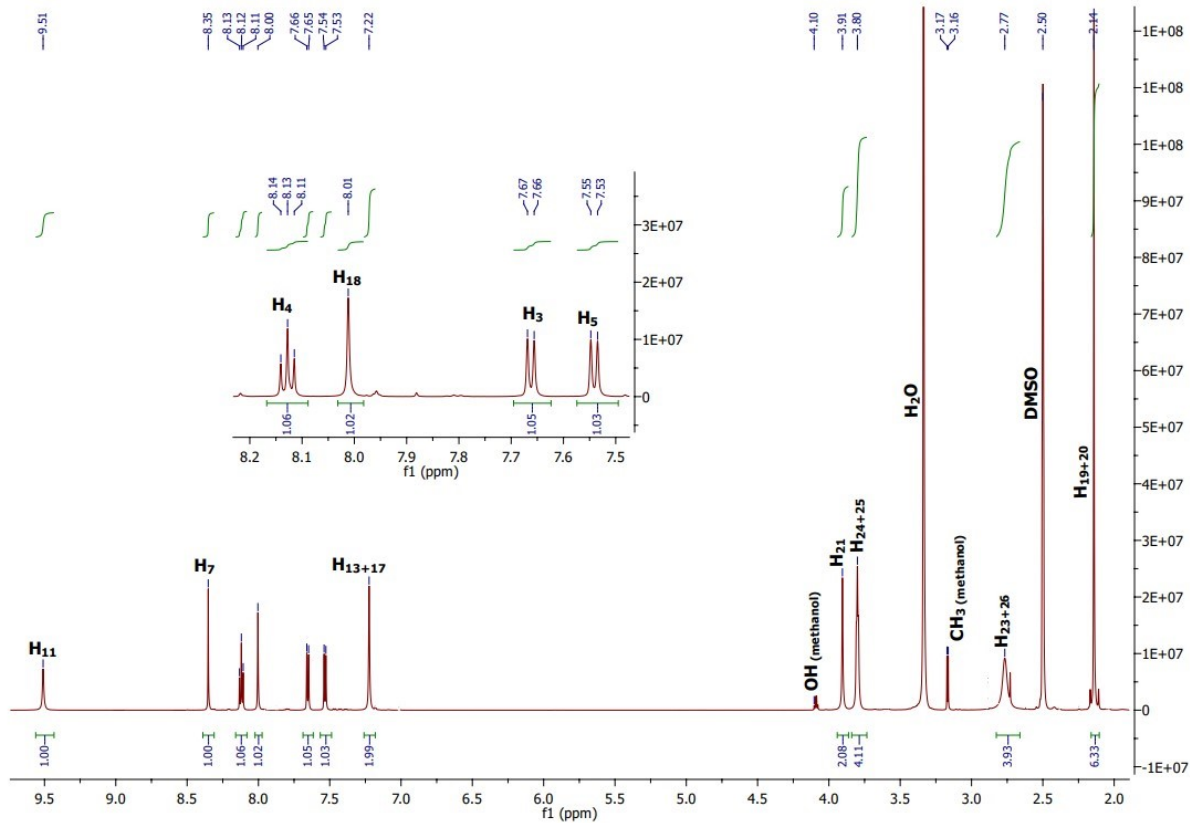 9.51 8.35 8.13 8.12 8.11 8.00 7.66 7.65 7.54 7.53 7.22 4.10 3.91 3.80 3.17 3.16 2.77 2.50 2.14
8.14 8.13 8.11 8.01 7.67 7.66 7.55 7.53
H4
H18
H3
H5
3E+07
2E+07
1E+07
0
1.06 1.02 1.05 1.03
8.2 8.1 8.0 7.9 7.8 7.7 7.6 7.5
f1 (ppm)
1E+08
1E+08
1E+08
9E+07
8E+07
7E+07
6E+07
5E+07
4E+07
3E+07
2E+07
1E+07
0
-1E+07
H11
H7
H13+17
OH (methanol)
H21
H24+25
H2O
CH3 (methanol)
H23+26
DMSO
H19+20
1.00 1.00 1.06 1.02 1.05 1.03 1.99 2.08 4.11 3.93 6.33
9.5 9.0 8.5 8.0 7.5 7.0 6.5 6.0 5.5 5.0 4.5 4.0 3.5 3.0 2.5 2.0
f1 (ppm)